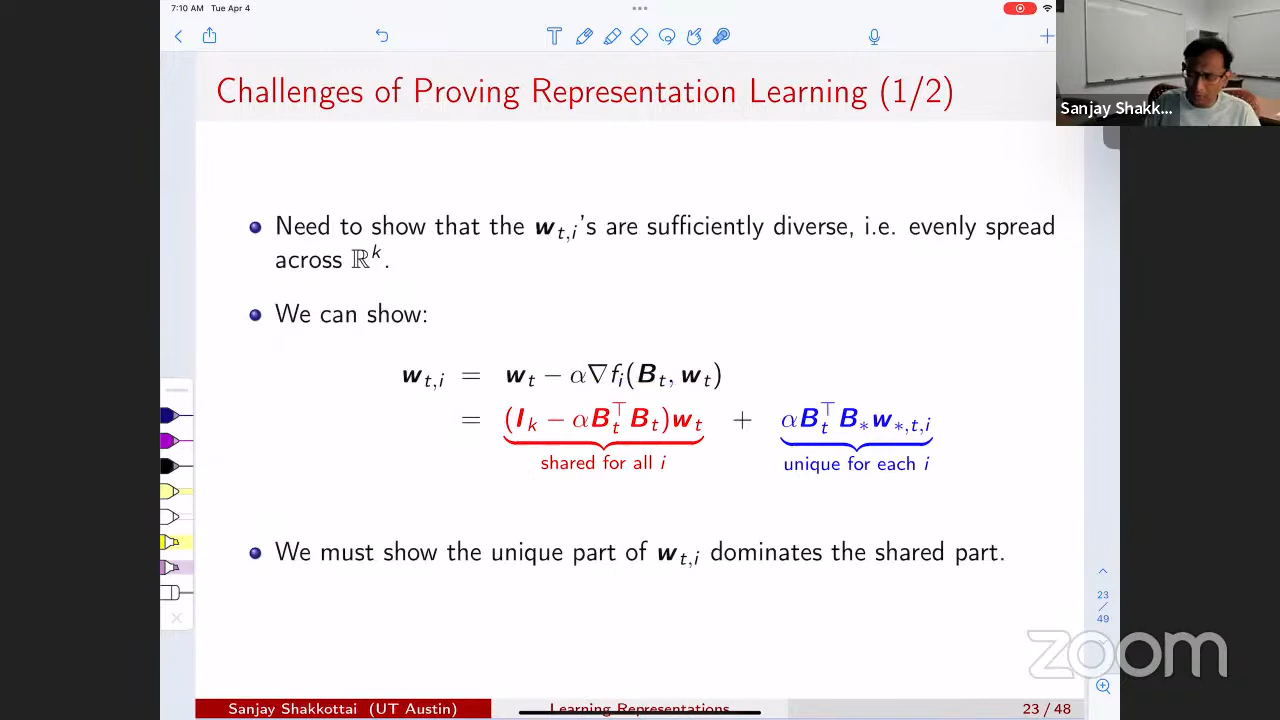 7:10 AM Tue Apr 4
Challenges of Proving Representation Learning (1/2)
Sanjay Shakk...
Need to show that the w_{t,i}'s are sufficiently diverse, i.e. evenly spread
across ℝ^k.
We can show:
w_{t,i} = w_t − α∇f_i(B_t, w_t)
= (I_k − αB_t^⊤B_t)w_t + αB_t^⊤B_*w_{*,t,i}
shared for all i unique for each i
We must show the unique part of w_{t,i} dominates the shared part.
23
/
49
zoom
Sanjay Shakkottai (UT Austin) Learning Representations 23 / 48